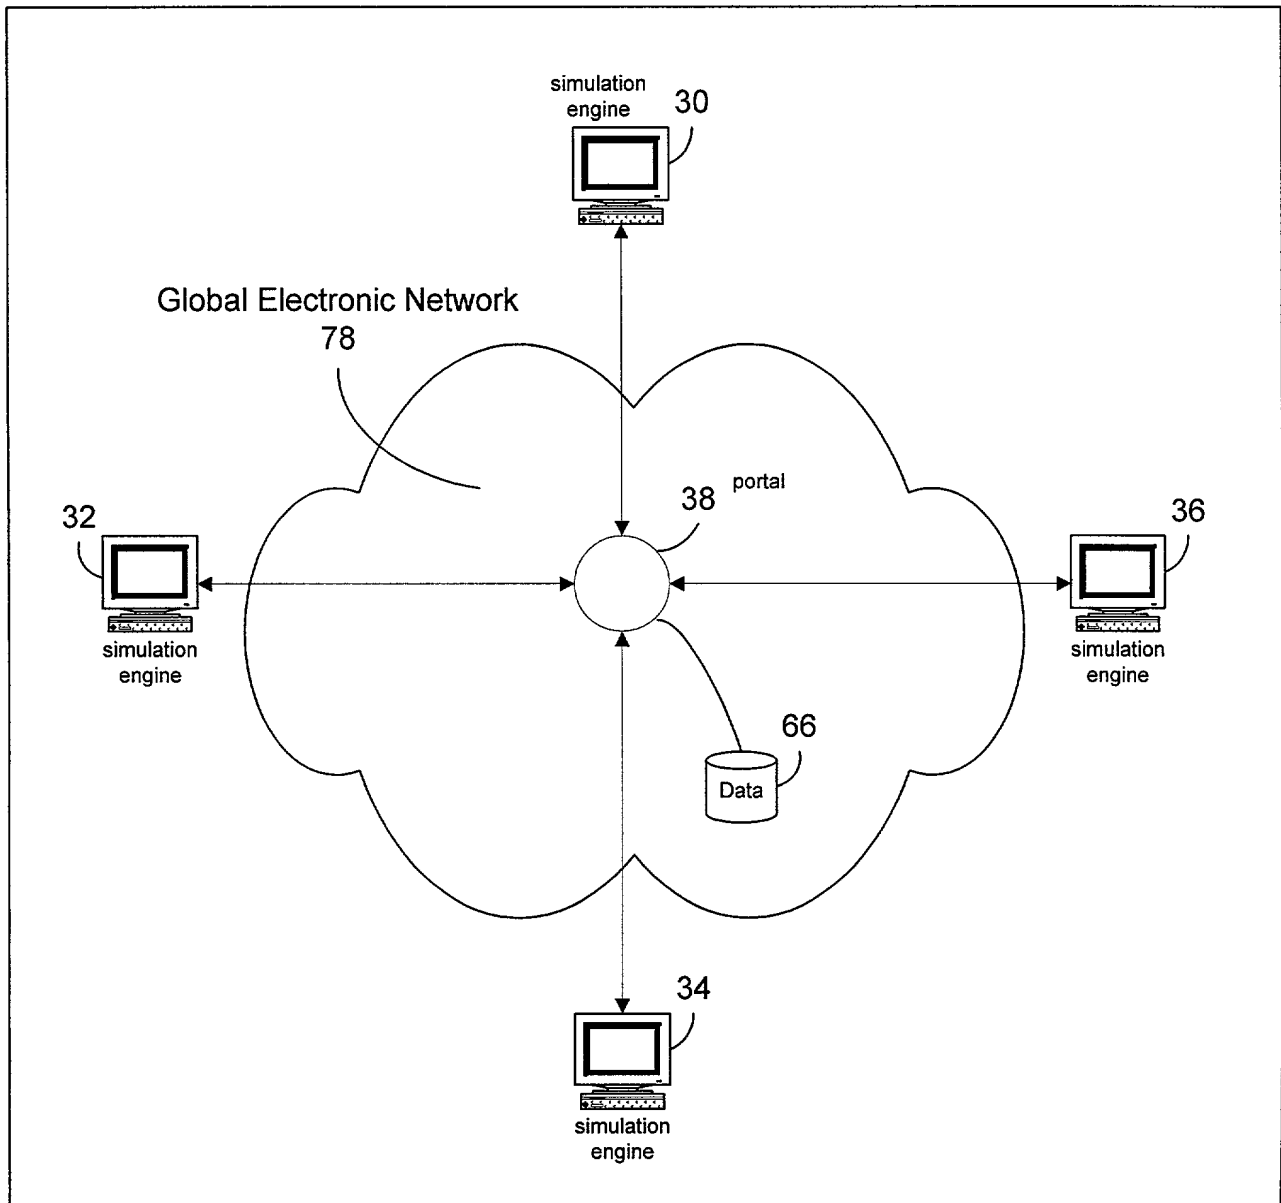 simulation
engine
30
Global Electronic Network
78
portal
38
32
36
simulation
engine
simulation
engine
66
Data
34
simulation
engine